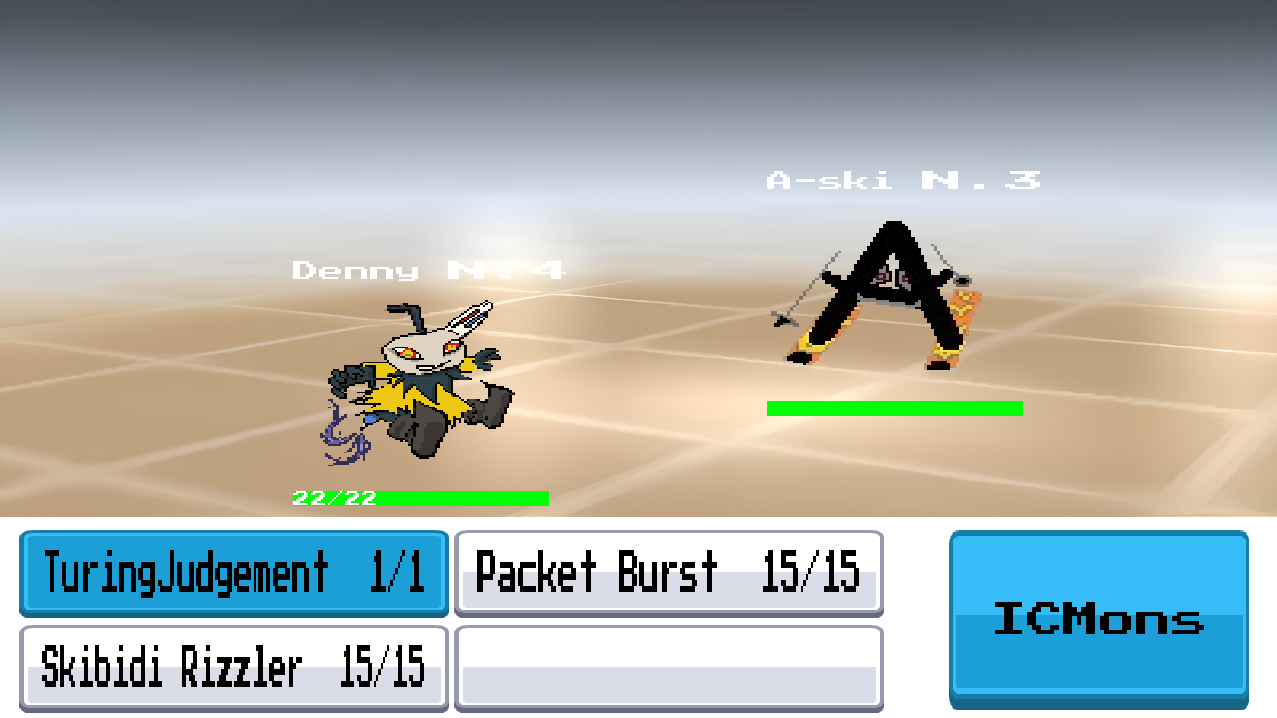 A-ski N.3
Denny N.4
22/22
TuringJudgement 1/1
Packet Burst 15/15
Skibidi Rizzler 15/15
ICMons